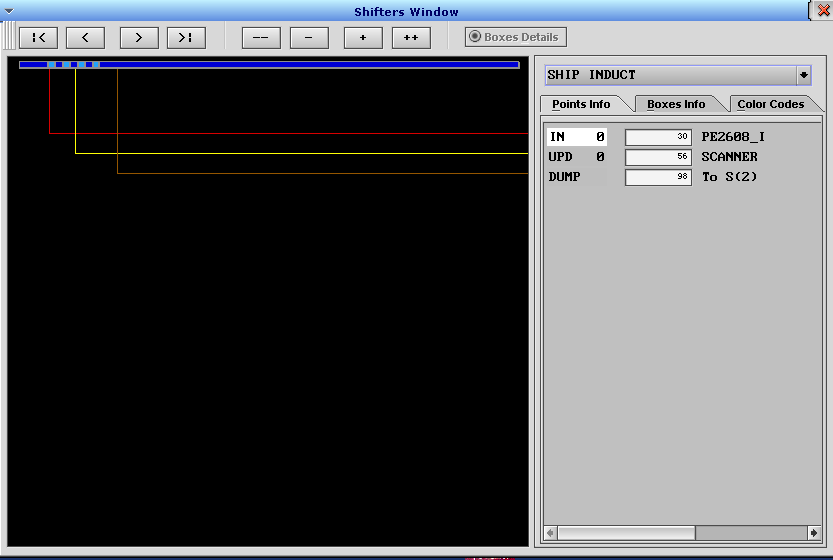 Shifters Window
|< < > >| -- - + ++ Boxes Details
SHIP INDUCT
Points Info Boxes Info Color Codes
IN 0 30 PE2608_I
UPD 0 56 SCANNER
DUMP 98 To S(2)